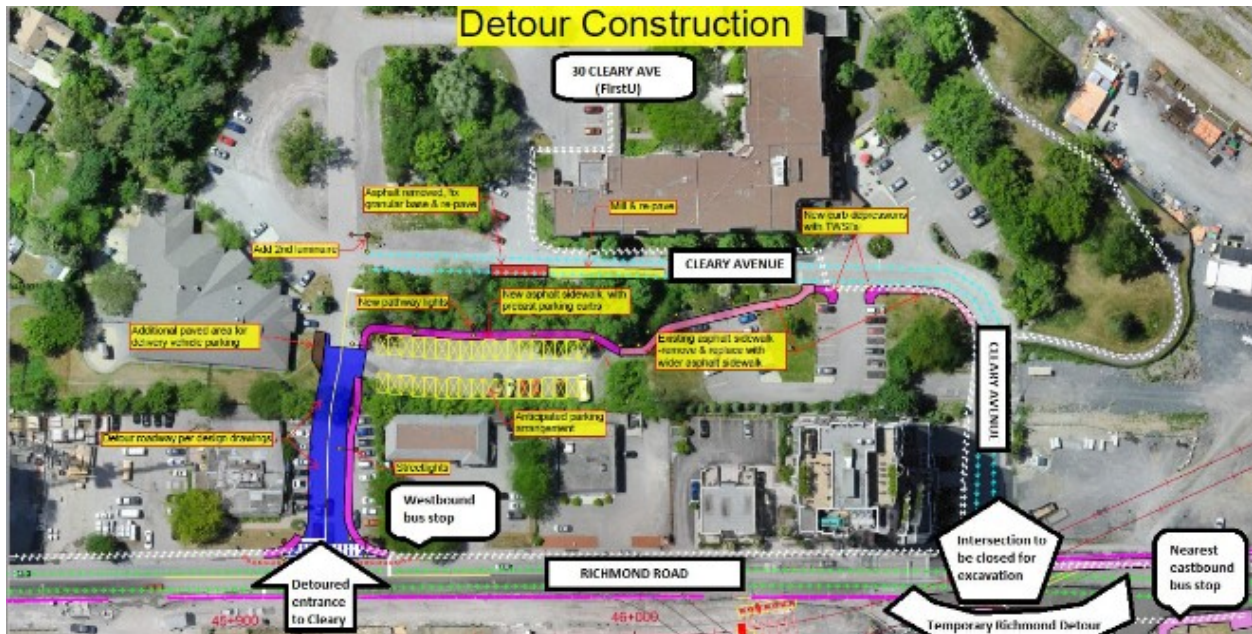 Detour Construction
30 CLEARY AVE
(FirstU)
Asphalt removed, fix
granular base & re-pave
Mill & re-pave
New curb depressions
with TWSI's
Add 2nd luminaire
CLEARY AVENUE
New pathway lights
New asphalt sidewalk, with
precast parking curbs
Additional paved area for
delivery vehicle parking
Existing asphalt sidewalk
-remove & replace with
wider asphalt sidewalk
CLEARY AVENUE
Anticipated parking
arrangement
Detour roadway per design drawings
Streetlights
Westbound
bus stop
Intersection to
be closed for
excavation
Nearest
eastbound
bus stop
Detoured
entrance
to Cleary
RICHMOND ROAD
45+900
46+000
Temporary Richmond Detour